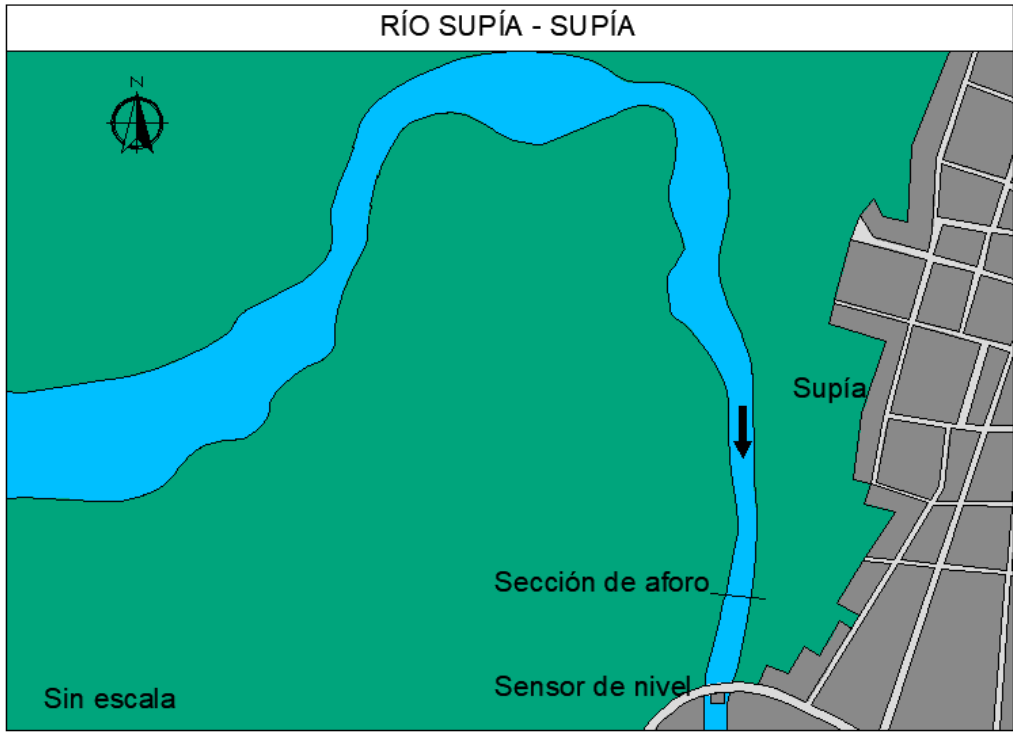 RÍO SUPÍA - SUPÍA
N
Supía
Sección de aforo
Sensor de nivel
Sin escala